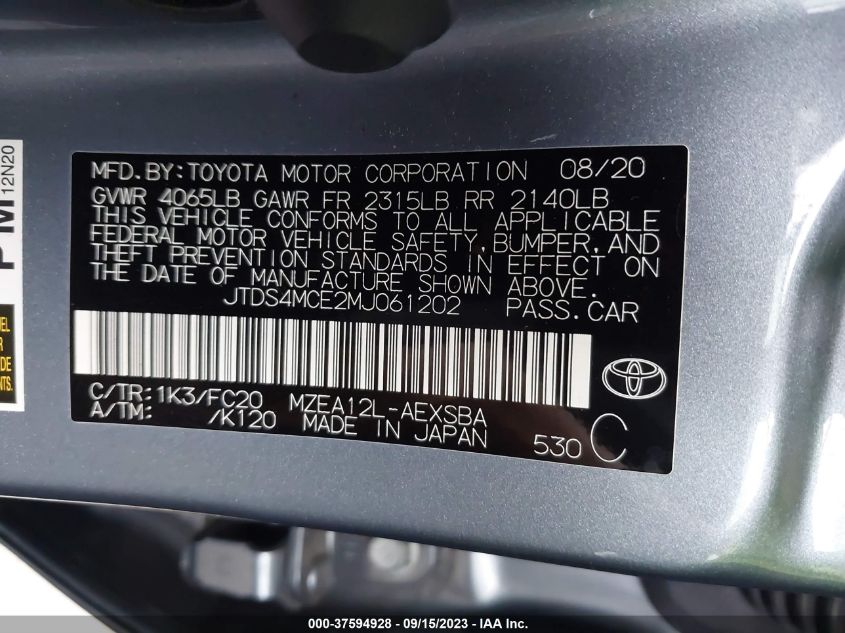 MFD.BY:TOYOTA MOTOR CORPORATION 08/20
GVWR 4065LB GAWR FR 2315LB RR 2140LB
THIS VEHICLE CONFORMS TO ALL APPLICABLE
FEDERAL MOTOR VEHICLE SAFETY,BUMPER,AND
THEFT PREVENTION STANDARDS IN EFFECT ON
THE DATE OF MANUFACTURE SHOWN ABOVE.
JTDS4MCE2MJ061202 PASS.CAR
C/TR:1K3/FC20 MZEA12L-AEXSBA
A/TM: /KT20 MADE IN JAPAN
530 C
PM
12N20
000-37594928 - 09/15/2023 - © IAA Inc.